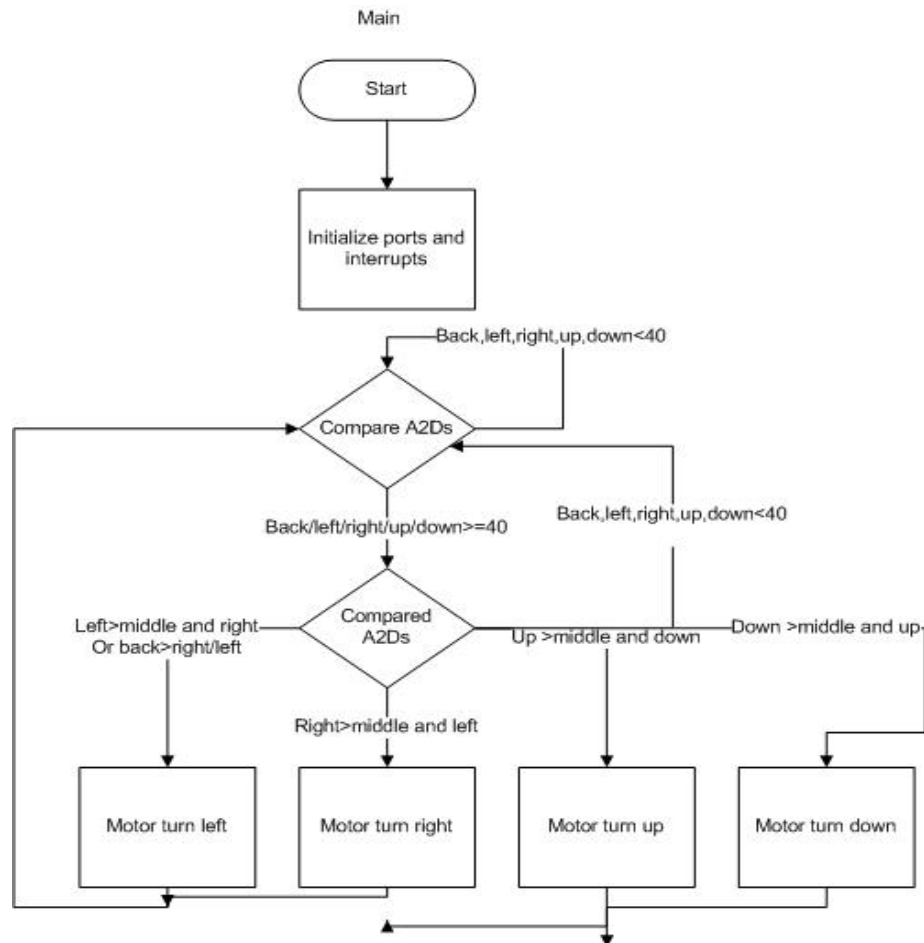 Main
Start
Initialize ports and
interrupts
Back,left,right,up,down<40
Compare A2Ds
Back/left/right/up/down>=40
Back,left,right,up,down<40
Compared
A2Ds
Left>middle and right
Or back>right/left
Up >middle and down
Down >middle and up
Right>middle and left
Motor turn left
Motor turn right
Motor turn up
Motor turn down